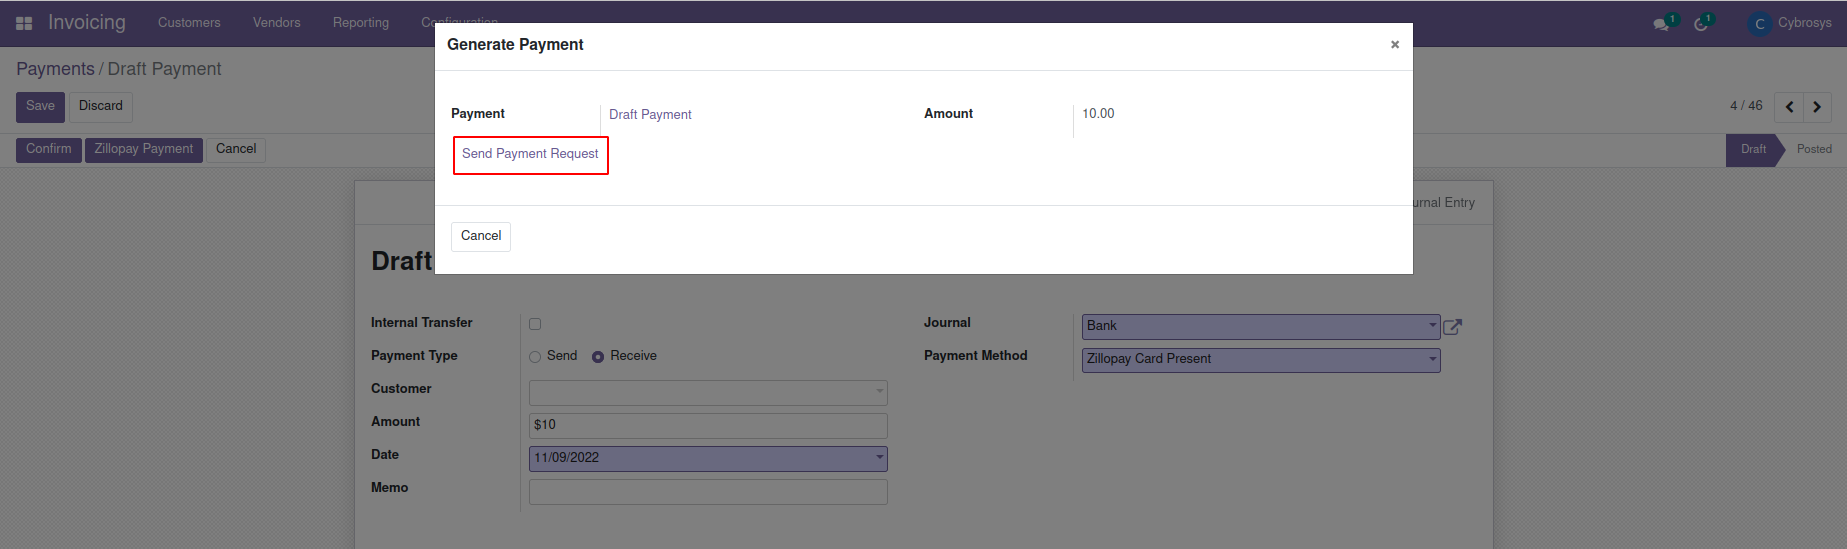 Invoicing Customers Vendors Reporting Configuration 1 1 C Cybrosys
Generate Payment ×
Payments / Draft Payment
Save Discard 4 / 46
Payment Draft Payment Amount 10.00
Confirm Zillopay Payment Cancel Send Payment Request Draft Posted
urnal Entry
Cancel
Draft
Internal Transfer Journal Bank
Payment Type Send Receive Payment Method Zillopay Card Present
Customer
Amount $10
Date 11/09/2022
Memo